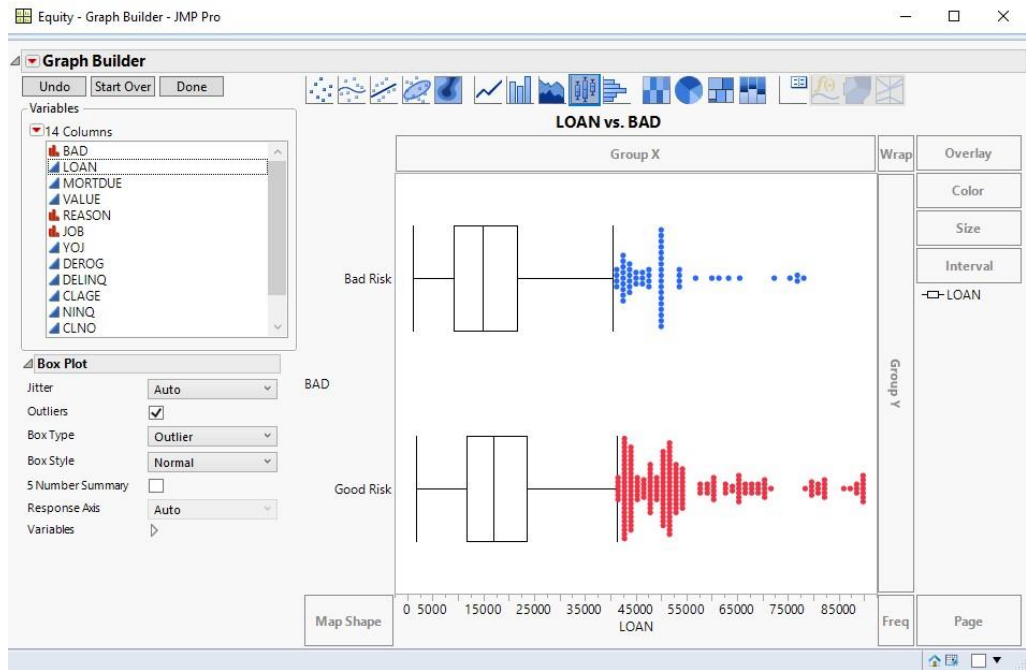 Equity - Graph Builder - JMP Pro
Graph Builder
Undo Start Over Done
Variables
14 Columns
BAD
LOAN
MORTDUE
VALUE
REASON
JOB
YOJ
DEROG
DELINQ
CLAGE
NINQ
CLNO
Box Plot
Jitter Auto
Outliers
Box Type Outlier
Box Style Normal
5 Number Summary
Response Axis Auto
Variables
LOAN vs. BAD
Group X
Wrap
Overlay
Color
Size
Interval
LOAN
Bad Risk
BAD
Good Risk
Group Y
0 5000 15000 25000 35000 45000 55000 65000 75000 85000
LOAN
Map Shape
Freq
Page